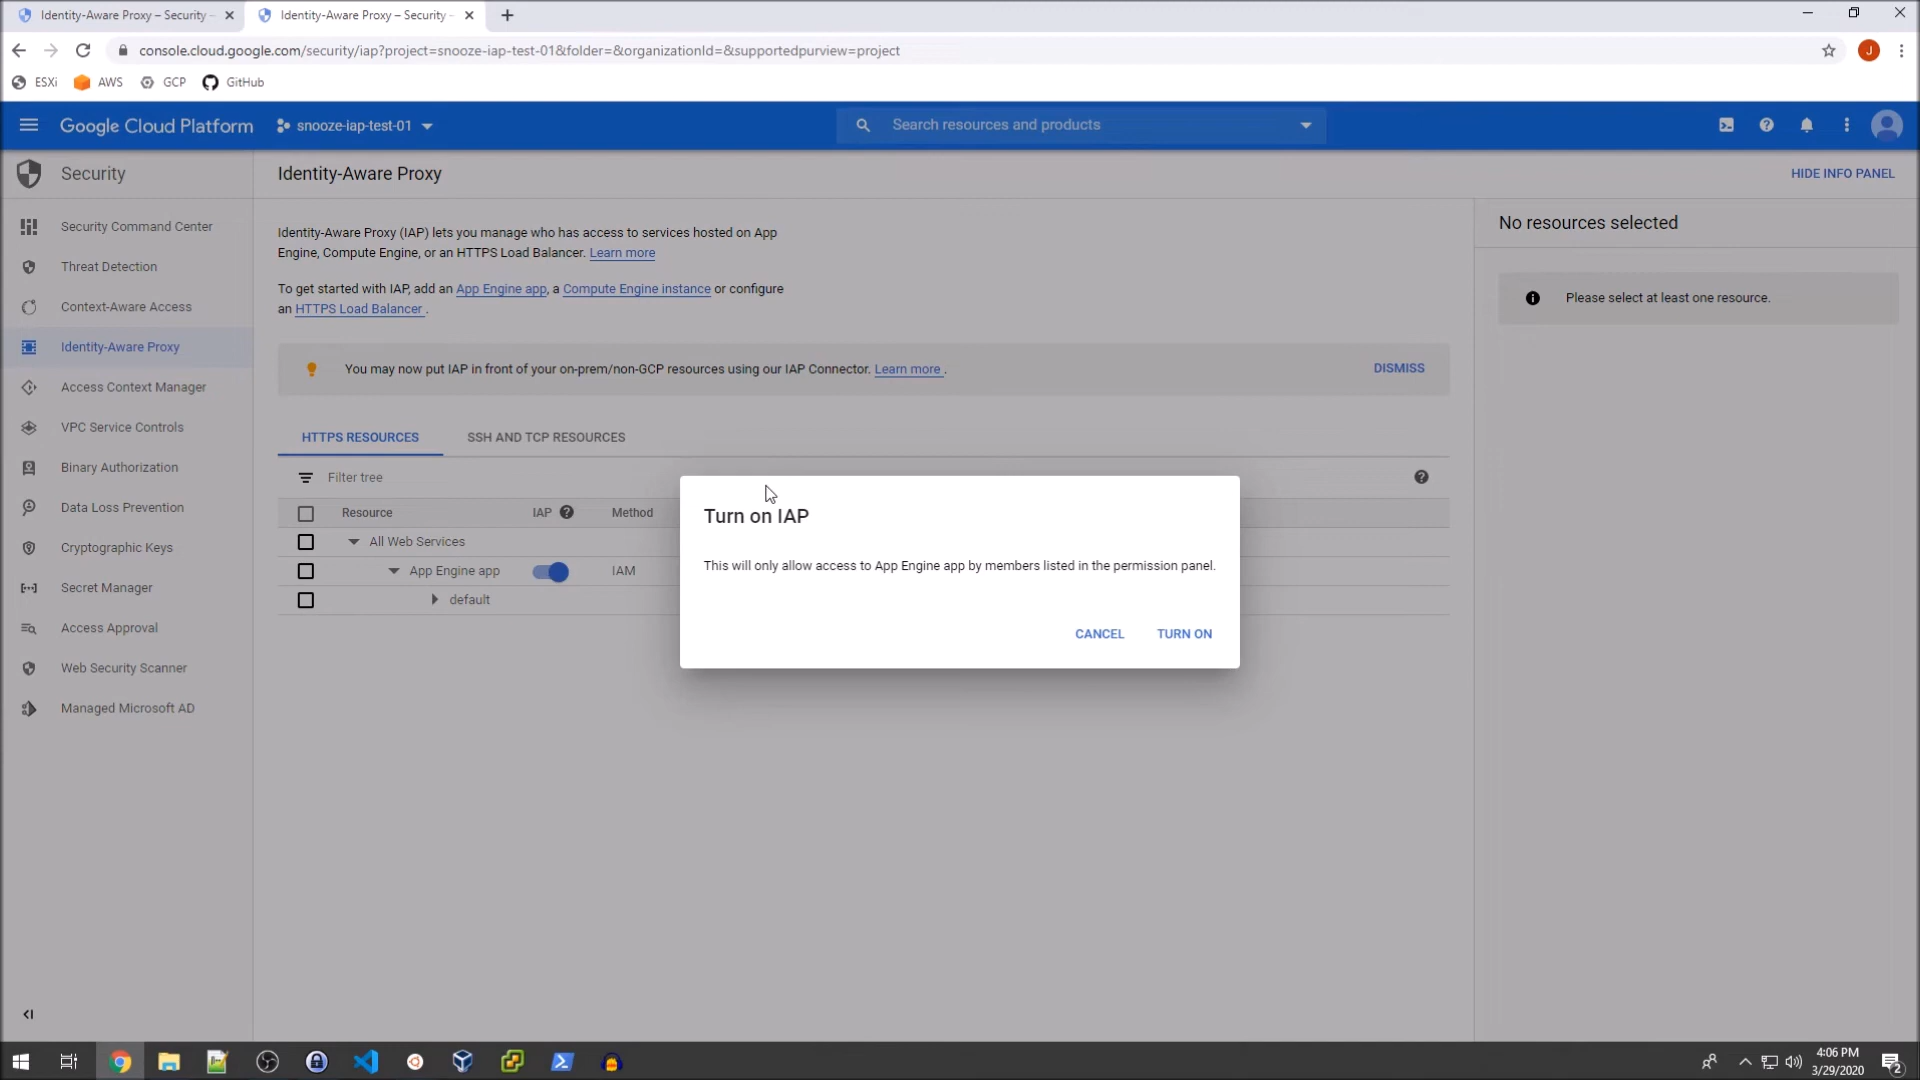 Identity-Aware Proxy – Security –
Identity-Aware Proxy – Security –
console.cloud.google.com/security/iap?project=snooze-iap-test-01&folder=&organizationId=&supportedpurview=project
J
ESXi
AWS
GCP
GitHub
Google Cloud Platform
snooze-iap-test-01
Search resources and products
Security
Identity-Aware Proxy
HIDE INFO PANEL
Security Command Center
Threat Detection
Context-Aware Access
Identity-Aware Proxy
Access Context Manager
VPC Service Controls
Binary Authorization
Data Loss Prevention
Cryptographic Keys
Secret Manager
Access Approval
Web Security Scanner
Managed Microsoft AD
Identity-Aware Proxy (IAP) lets you manage who has access to services hosted on App
Engine, Compute Engine, or an HTTPS Load Balancer. Learn more
To get started with IAP, add an App Engine app, a Compute Engine instance or configure
an HTTPS Load Balancer .
You may now put IAP in front of your on-prem/non-GCP resources using our IAP Connector. Learn more .
DISMISS
HTTPS RESOURCES
SSH AND TCP RESOURCES
Filter tree
Resource
IAP
Method
All Web Services
App Engine app
IAM
default
No resources selected
Please select at least one resource.
Turn on IAP
This will only allow access to App Engine app by members listed in the permission panel.
CANCEL
TURN ON
4:06 PM
3/29/2020
2